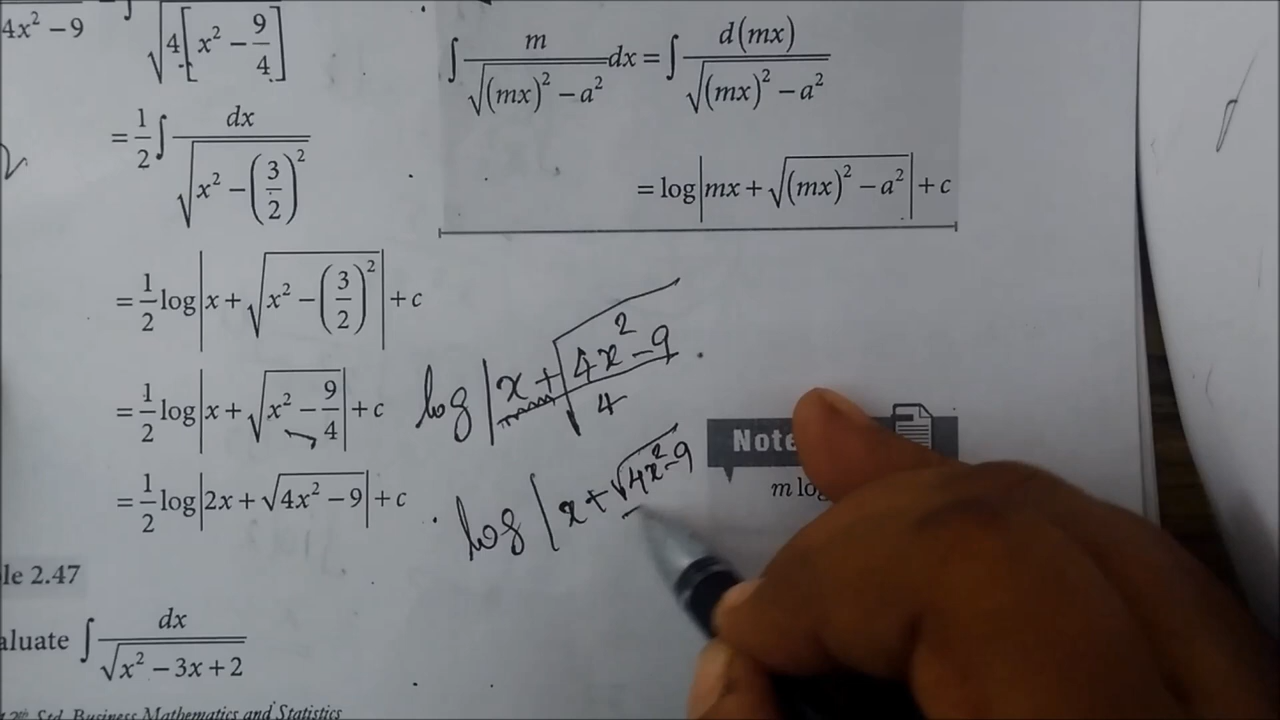 4x² − 9
∫ √4[x² − 9/4]
= 1/2 ∫ dx / √(x² − (3/2)²)
= 1/2 log|x + √(x² − (3/2)²)| + c
= 1/2 log|x + √(x² − 9/4)| + c
= 1/2 log|2x + √(4x² − 9)| + c
∫ m / √((mx)² − a²) dx = ∫ d(mx) / √((mx)² − a²)
= log|mx + √((mx)² − a²)| + c
log|x + √(4x² − 9 / 4)
log|x + √4x² − 9
Note
m log
le 2.47
aluate ∫ dx / √(x² − 3x + 2)
Std. Business Mathematics and Statistics